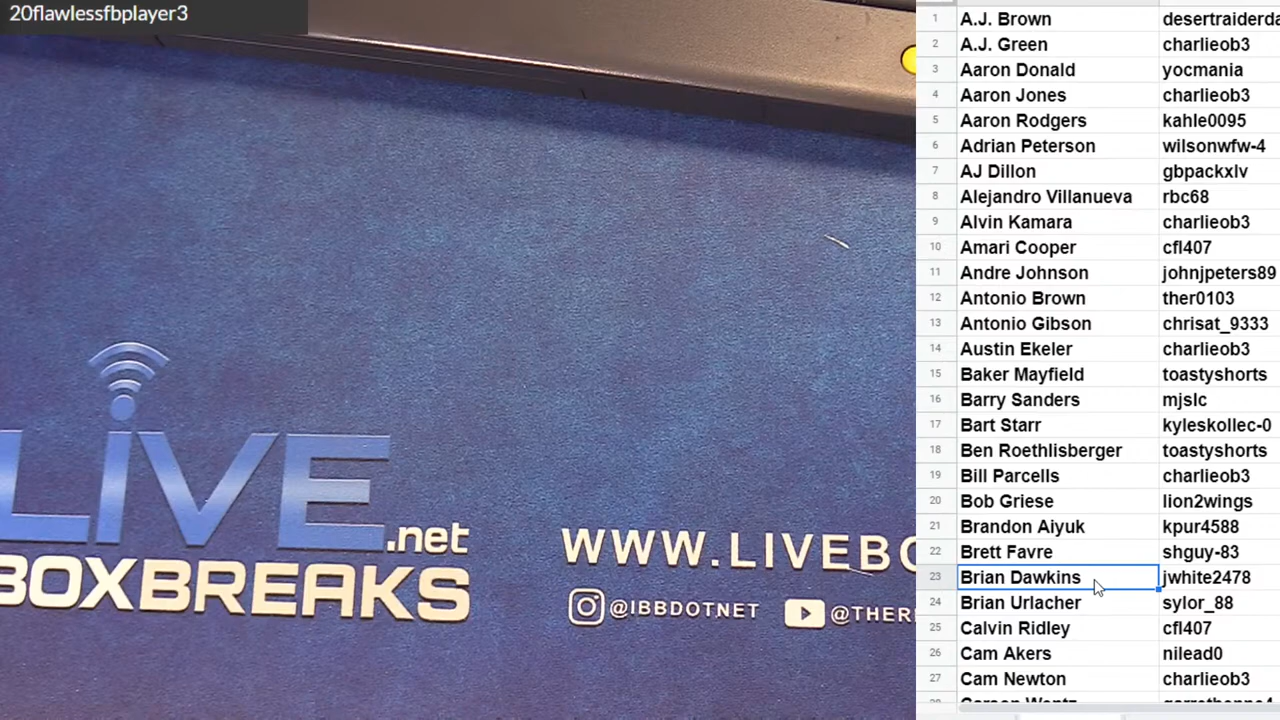 20flawlessfbplayer3
LIVE.net
BOXBREAKS
WWW.LIVEBO
@IBBDOTNET
@THER
1 A.J. Brown desertraiderda
2 A.J. Green charlieob3
3 Aaron Donald yocmania
4 Aaron Jones charlieob3
5 Aaron Rodgers kahle0095
6 Adrian Peterson wilsonwfw-4
7 AJ Dillon gbpackxlv
8 Alejandro Villanueva rbc68
9 Alvin Kamara charlieob3
10 Amari Cooper cfl407
11 Andre Johnson johnjpeters89
12 Antonio Brown ther0103
13 Antonio Gibson chrisat_9333
14 Austin Ekeler charlieob3
15 Baker Mayfield toastyshorts
16 Barry Sanders mjslc
17 Bart Starr kyleskollec-0
18 Ben Roethlisberger toastyshorts
19 Bill Parcells charlieob3
20 Bob Griese lion2wings
21 Brandon Aiyuk kpur4588
22 Brett Favre shguy-83
23 Brian Dawkins jwhite2478
24 Brian Urlacher sylor_88
25 Calvin Ridley cfl407
26 Cam Akers nilead0
27 Cam Newton charlieob3